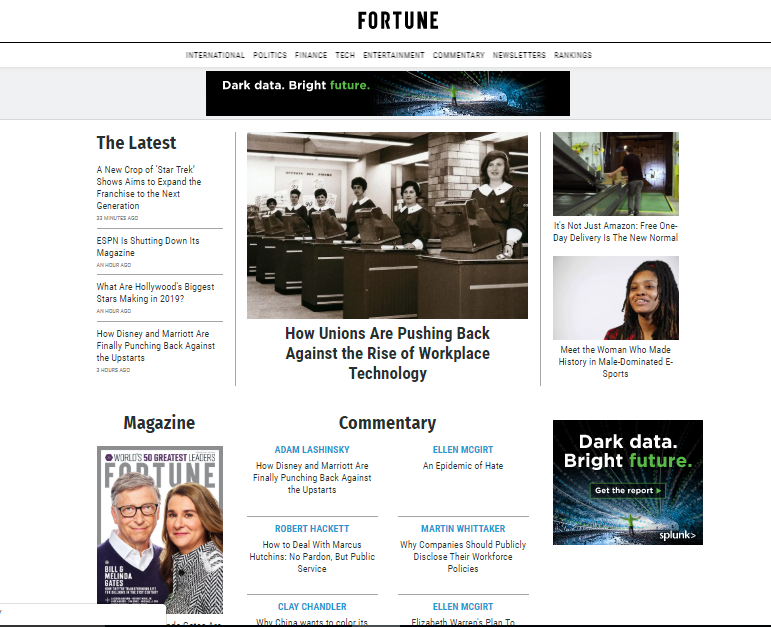 FORTUNE
INTERNATIONAL POLITICS FINANCE TECH ENTERTAINMENT COMMENTARY NEWSLETTERS RANKINGS
Dark data. Bright future.
The Latest
A New Crop of 'Star Trek'
Shows Aims to Expand the
Franchise to the Next
Generation
33 MINUTES AGO
ESPN Is Shutting Down Its
Magazine
AN HOUR AGO
What Are Hollywood's Biggest
Stars Making in 2019?
AN HOUR AGO
How Disney and Marriott Are
Finally Punching Back Against
the Upstarts
3 HOURS AGO
How Unions Are Pushing Back
Against the Rise of Workplace
Technology
It's Not Just Amazon: Free One-
Day Delivery Is The New Normal
Meet the Woman Who Made
History in Male-Dominated E-
Sports
Magazine
WORLD'S 50 GREATEST LEADERS
FORTUNE
BILL &
MELINDA
GATES
Commentary
ADAM LASHINSKY
How Disney and Marriott Are
Finally Punching Back Against
the Upstarts
ELLEN MCGIRT
An Epidemic of Hate
ROBERT HACKETT
How to Deal With Marcus
Hutchins: No Pardon, But Public
Service
MARTIN WHITTAKER
Why Companies Should Publicly
Disclose Their Workforce
Policies
CLAY CHANDLER
Why China wants to color its
ELLEN MCGIRT
Elizabeth Warren's Plan To
Dark data.
Bright future.
Get the report
splunk>